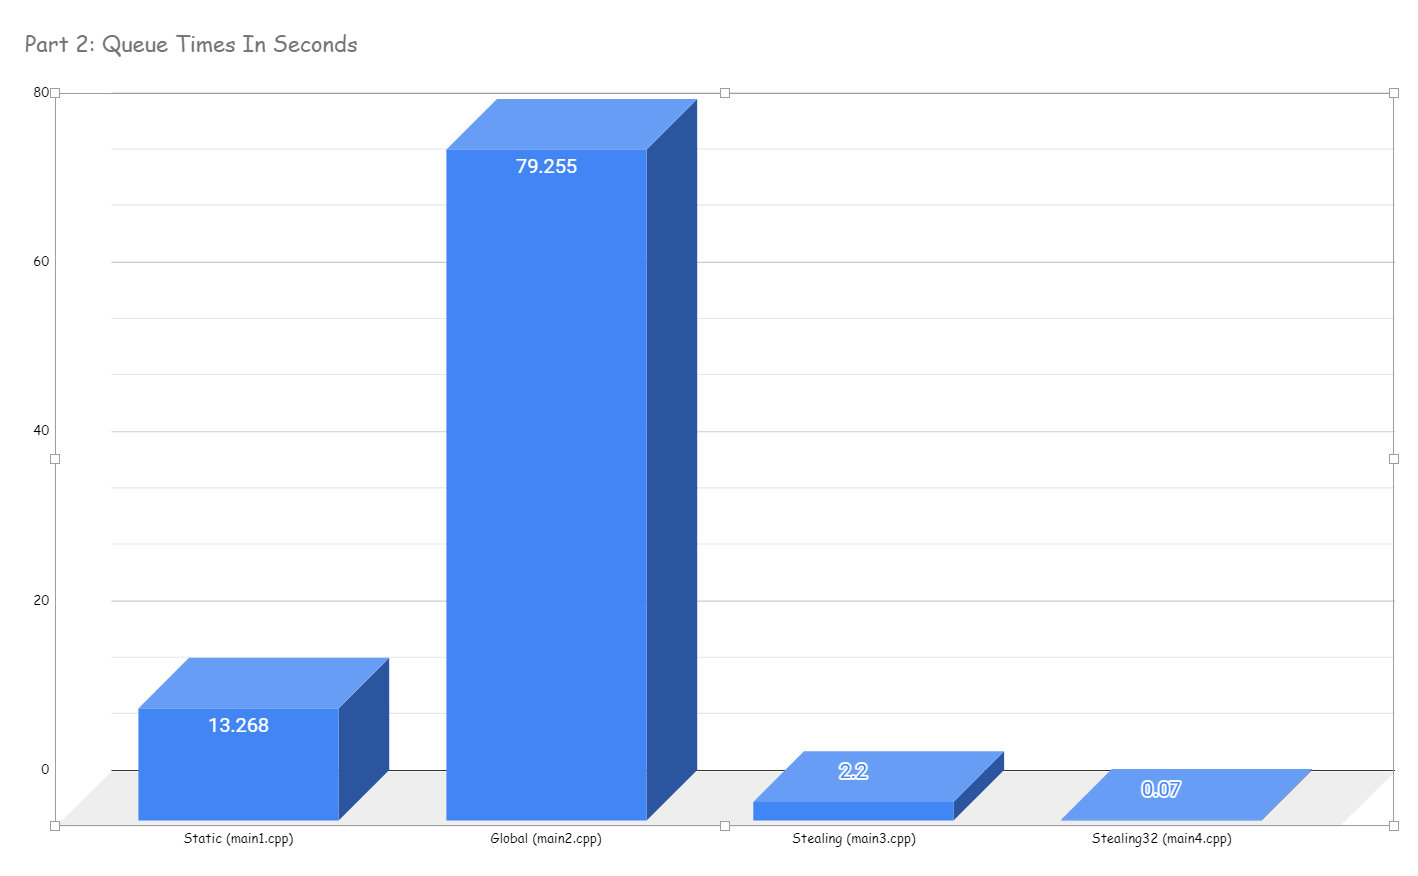 Part 2: Queue Times In Seconds
80
79.255
60
40
20
13.268
2.2
0
0.07
Static (main1.cpp)
Global (main2.cpp)
Stealing (main3.cpp)
Stealing32 (main4.cpp)